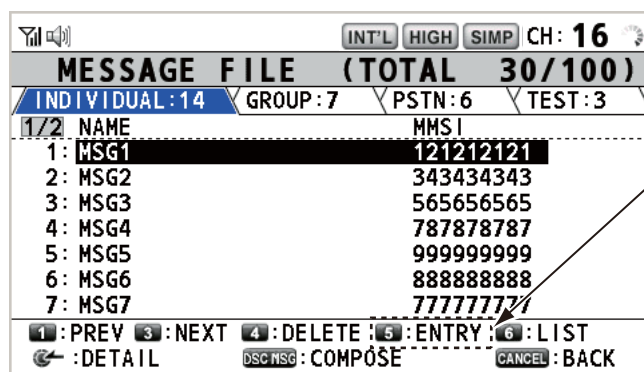 INT'L HIGH SIMP CH: 16
MESSAGE FILE (TOTAL 30/100)
INDIVIDUAL:14 GROUP:7 PSTN:6 TEST:3
1/2 NAME MMSI
1: MSG1 121212121
2: MSG2 343434343
3: MSG3 565656565
4: MSG4 787878787
5: MSG5 999999999
6: MSG6 888888888
7: MSG7 777777777
1:PREV 3:NEXT 4:DELETE 5:ENTRY 6:LIST
:DETAIL DSC MSG:COMPOSE CANCEL:BACK